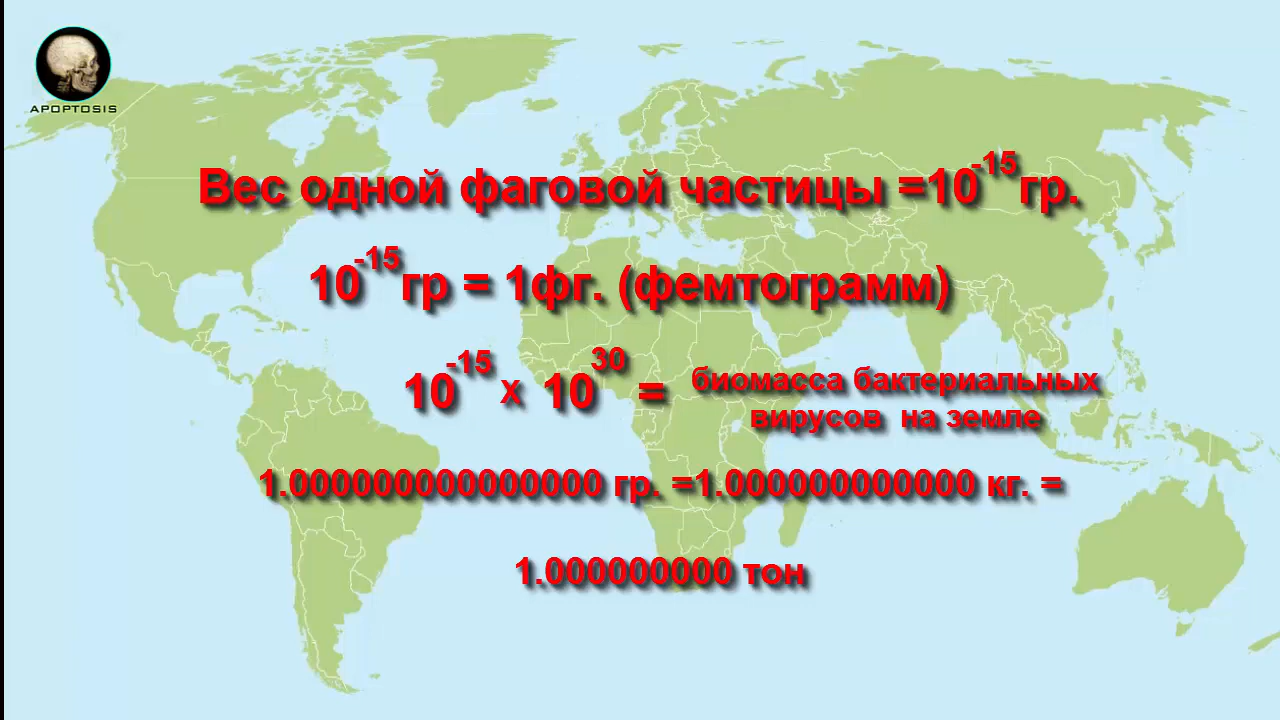 APOPTOSIS
Вес одной фаговой частицы =10⁻¹⁵гр.
10⁻¹⁵гр = 1фг. (фемтограмм)
10⁻¹⁵ х 10³⁰ = биомасса бактериальных
вирусов на земле
1.000000000000000 гр. =1.000000000000 кг. =
1.000000000 тон